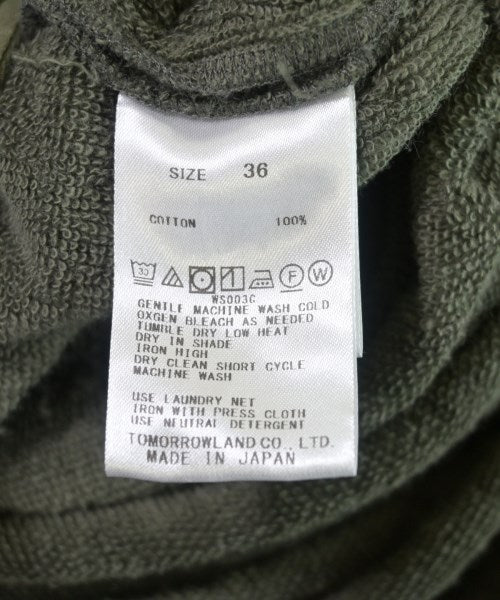 SIZE 36
COTTON 100%
30 F W
WS003C
GENTLE MACHINE WASH COLD
OXGEN BLEACH AS NEEDED
TUMBLE DRY LOW HEAT
DRY IN SHADE
IRON HIGH
DRY CLEAN SHORT CYCLE
MACHINE WASH
USE LAUNDRY NET
IRON WITH PRESS CLOTH
USE NEUTRAL DETERGENT
TOMORROWLAND CO., LTD.
MADE IN JAPAN